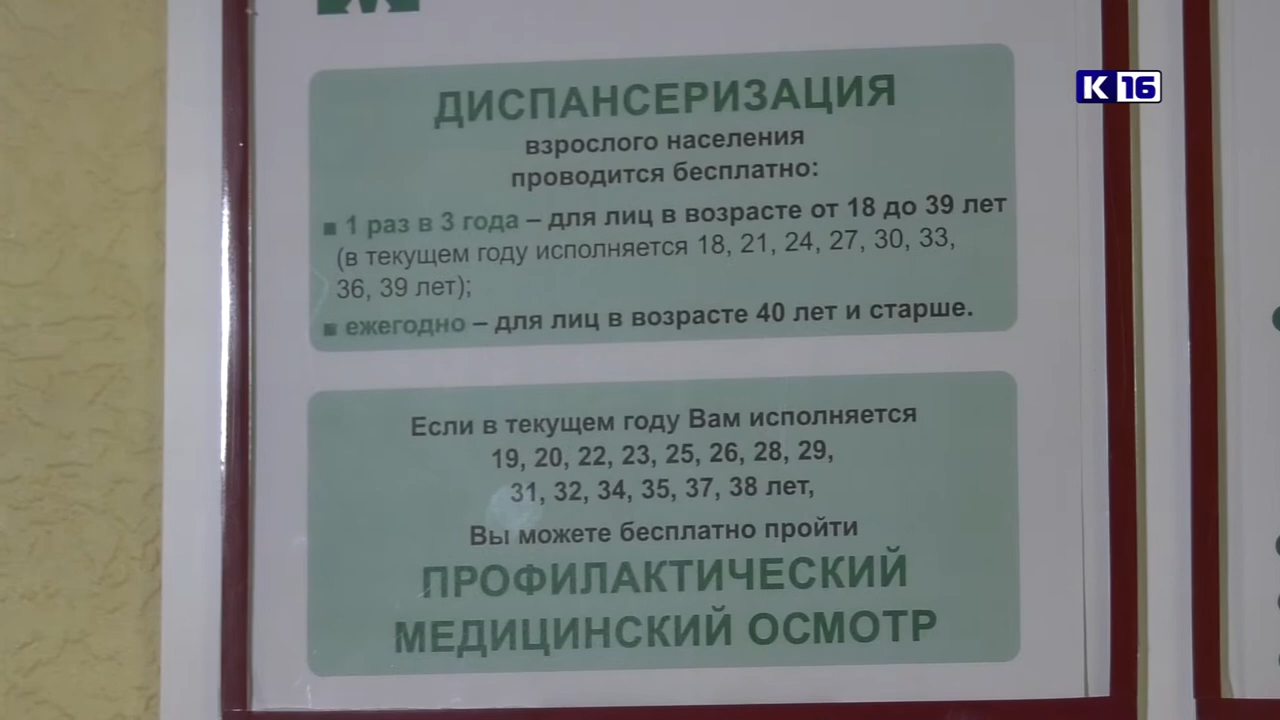 К 16
ДИСПАНСЕРИЗАЦИЯ
взрослого населения
проводится бесплатно:
▪ 1 раз в 3 года – для лиц в возрасте от 18 до 39 лет
(в текущем году исполняется 18, 21, 24, 27, 30, 33,
36, 39 лет);
▪ ежегодно – для лиц в возрасте 40 лет и старше.
Если в текущем году Вам исполняется
19, 20, 22, 23, 25, 26, 28, 29,
31, 32, 34, 35, 37, 38 лет,
Вы можете бесплатно пройти
ПРОФИЛАКТИЧЕСКИЙ
МЕДИЦИНСКИЙ ОСМОТР